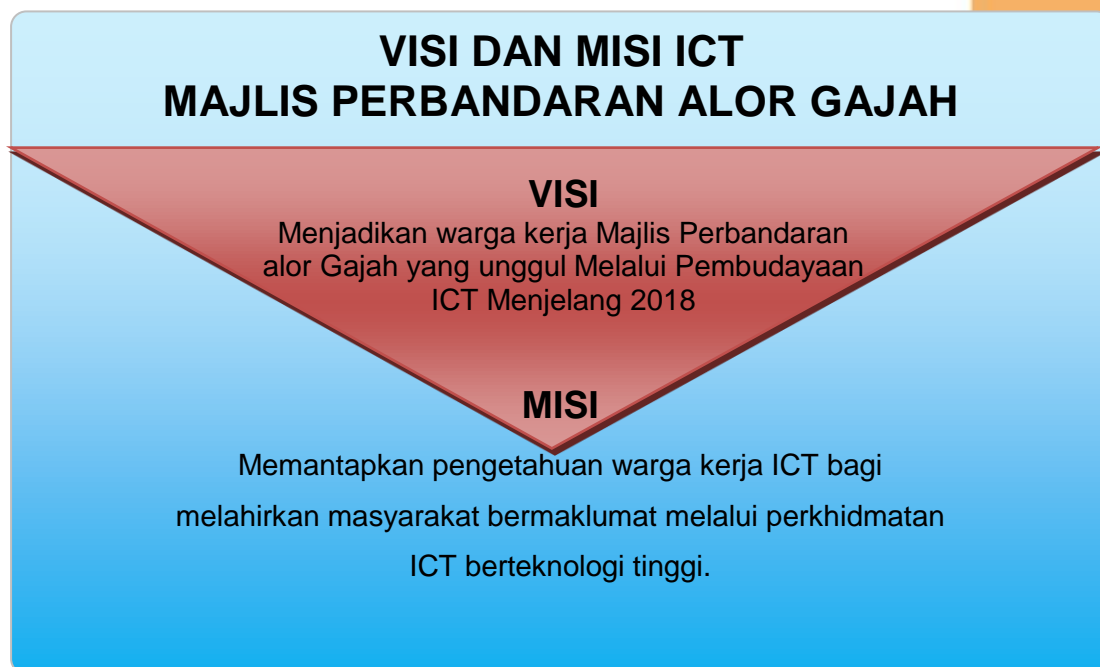 VISI DAN MISI ICT
MAJLIS PERBANDARAN ALOR GAJAH
VISI
Menjadikan warga kerja Majlis Perbandaran
alor Gajah yang unggul Melalui Pembudayaan
ICT Menjelang 2018
MISI
Memantapkan pengetahuan warga kerja ICT bagi
melahirkan masyarakat bermaklumat melalui perkhidmatan
ICT berteknologi tinggi.